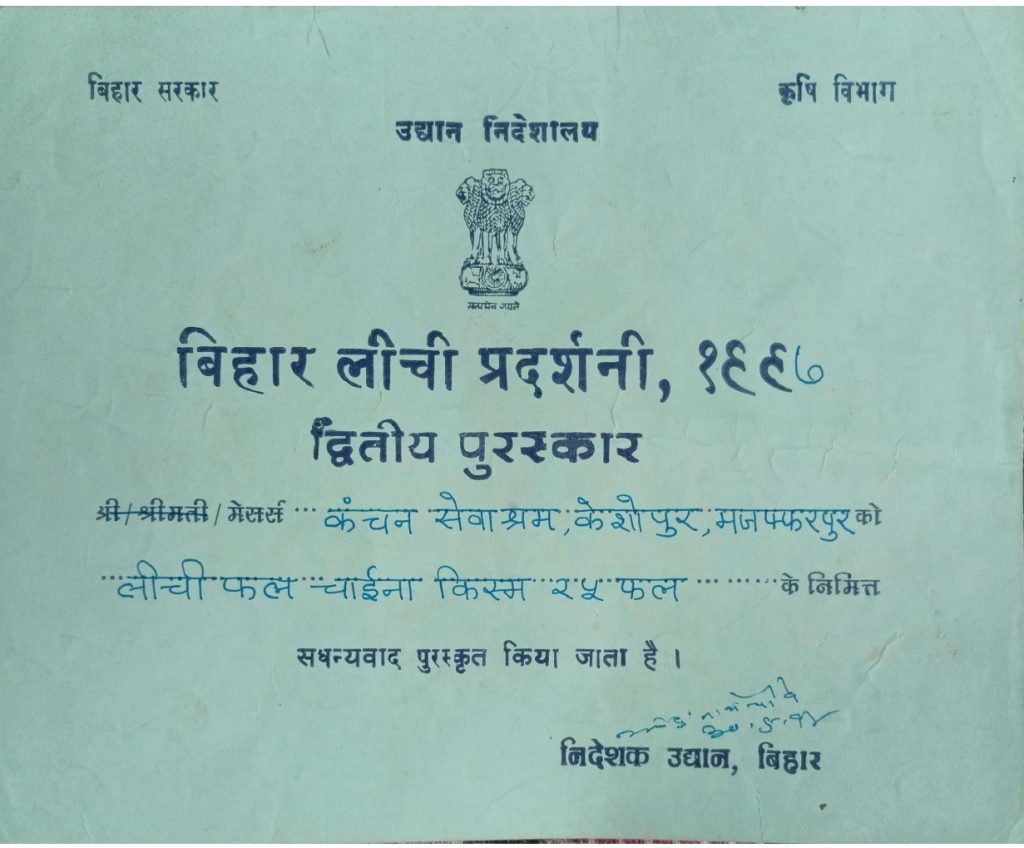 बिहार सरकार
कृषि विभाग
उद्यान निदेशालय
सत्यमेव जयते
बिहार लीची प्रदर्शनी, १९९७
द्वितीय पुरस्कार
श्री/श्रीमती/मेसर्स ... कंचन सेवाश्रम, केशोपुर, मजफ्फरपुर को
लीची फल चाईना किस्म २५ फल ......... के निमित्त
सधन्यवाद पुरस्कृत किया जाता है ।
निदेशक उद्यान, बिहार